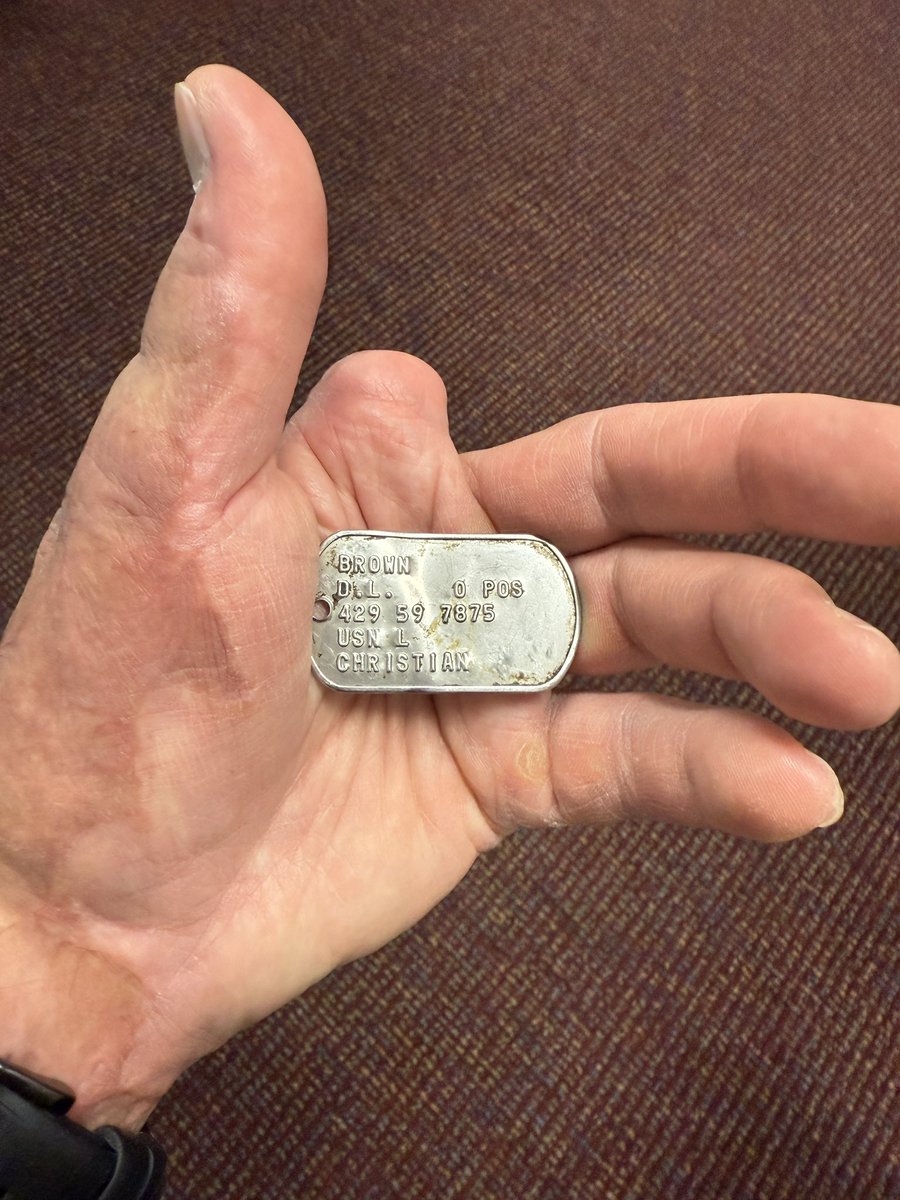 BROWN
D.L. O POS
429 59 7875
USN L
CHRISTIAN